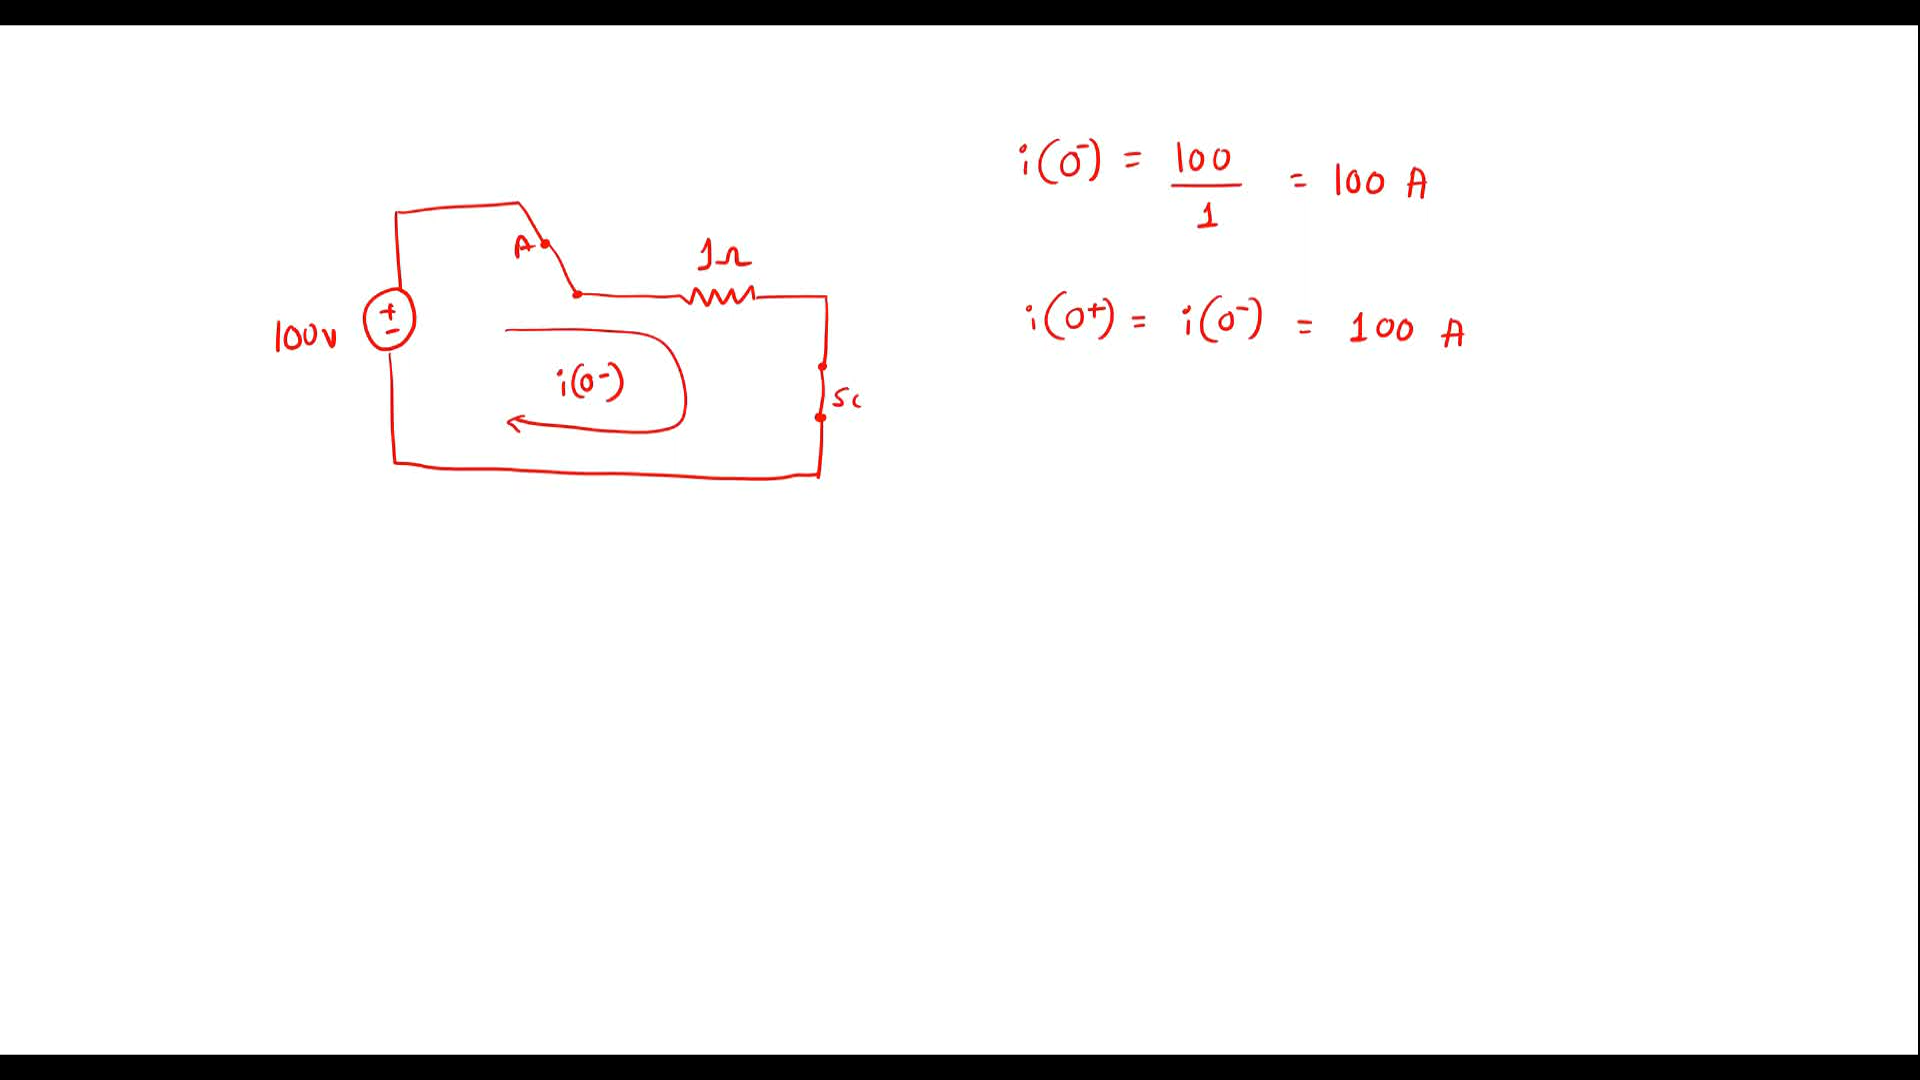 i(0⁻) = 100/1 = 100 A
A
1Ω
100v
i(0⁺) = i(0⁻) = 100 A
i(0⁻)
sc